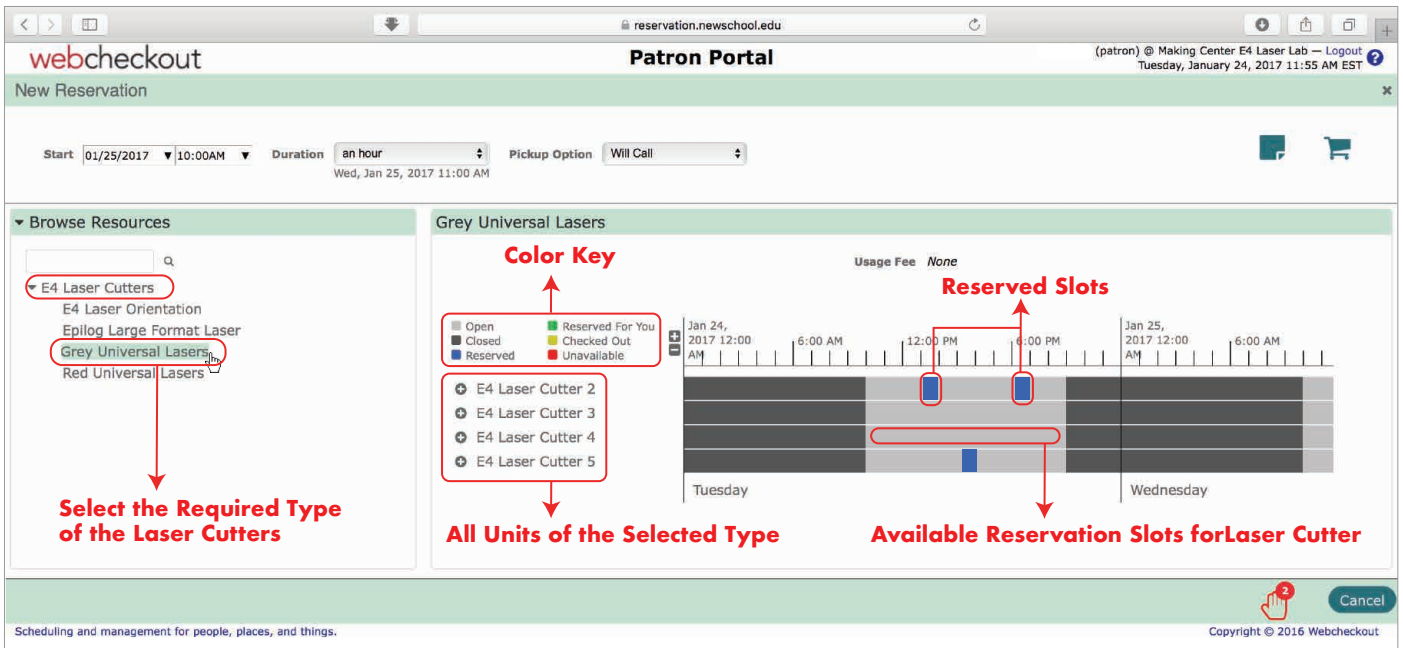 reservation.newschool.edu
webcheckout
Patron Portal
(patron) @ Making Center E4 Laser Lab — Logout
Tuesday, January 24, 2017 11:55 AM EST
?
New Reservation
Start 01/25/2017 10:00AM Duration an hour Pickup Option Will Call
Wed, Jan 25, 2017 11:00 AM
Browse Resources
E4 Laser Cutters
E4 Laser Orientation
Epilog Large Format Laser
Grey Universal Lasers
Red Universal Lasers
Select the Required Type
of the Laser Cutters
Grey Universal Lasers
Color Key
Usage Fee None
Reserved Slots
Open Reserved For You
Closed Checked Out
Reserved Unavailable
Jan 24,
2017 12:00
AM
6:00 AM
12:00 PM
6:00 PM
Jan 25,
2017 12:00
AM
6:00 AM
E4 Laser Cutter 2
E4 Laser Cutter 3
E4 Laser Cutter 4
E4 Laser Cutter 5
Tuesday
Wednesday
All Units of the Selected Type
Available Reservation Slots forLaser Cutter
2
Cancel
Scheduling and management for people, places, and things.
Copyright © 2016 Webcheckout